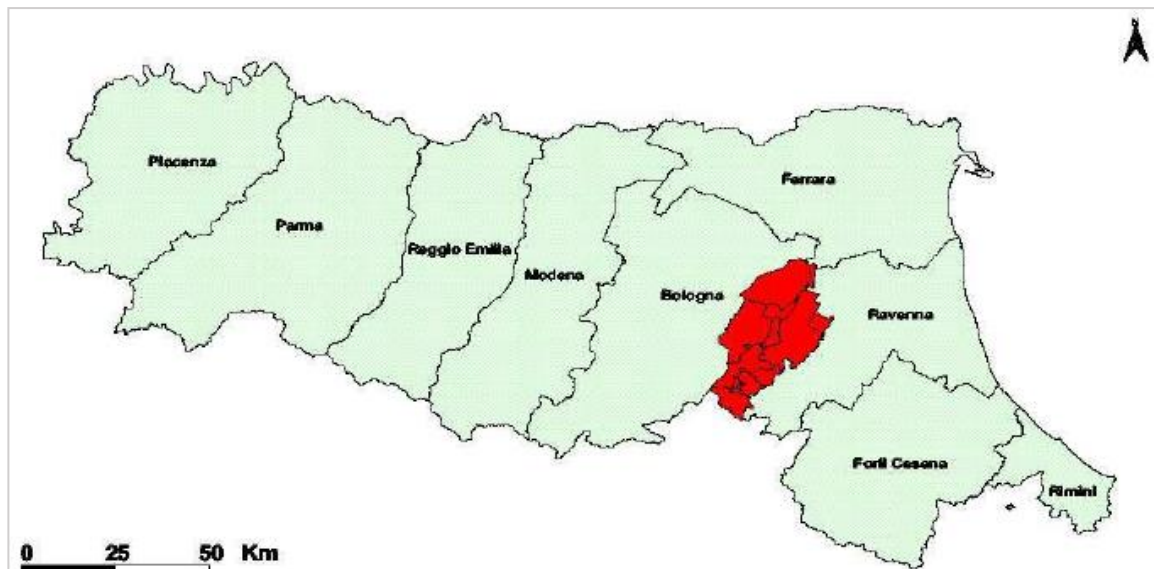 Piacenza
Parma
Reggio Emilia
Modena
Bologna
Ferrara
Ravenna
Forlì Cesena
Rimini
0 25 50 Km